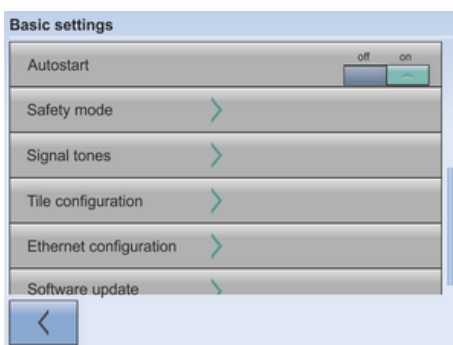 Basic settings
Autostart
off on
Safety mode
Signal tones
Tile configuration
Ethernet configuration
Software update